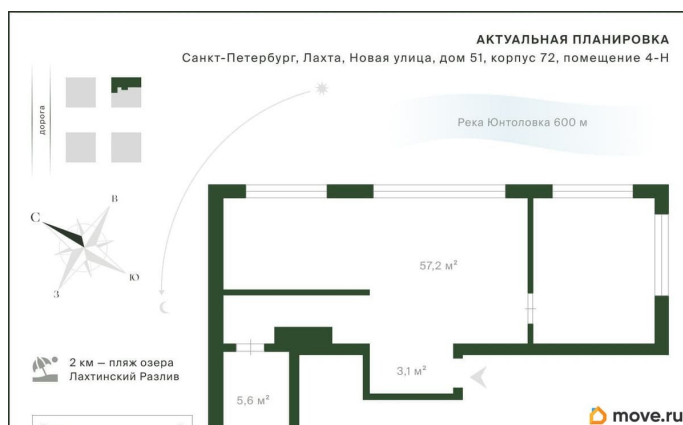 АКТУАЛЬНАЯ ПЛАНИРОВКА
Санкт-Петербург, Лахта, Новая улица, дом 51, корпус 72, помещение 4-Н
дорога
Река Юнтоловка 600 м
В
С
Ю
З
57,2 м²
3,1 м²
5,6 м²
2 км — пляж озера
Лахтинский Разлив
move.ru